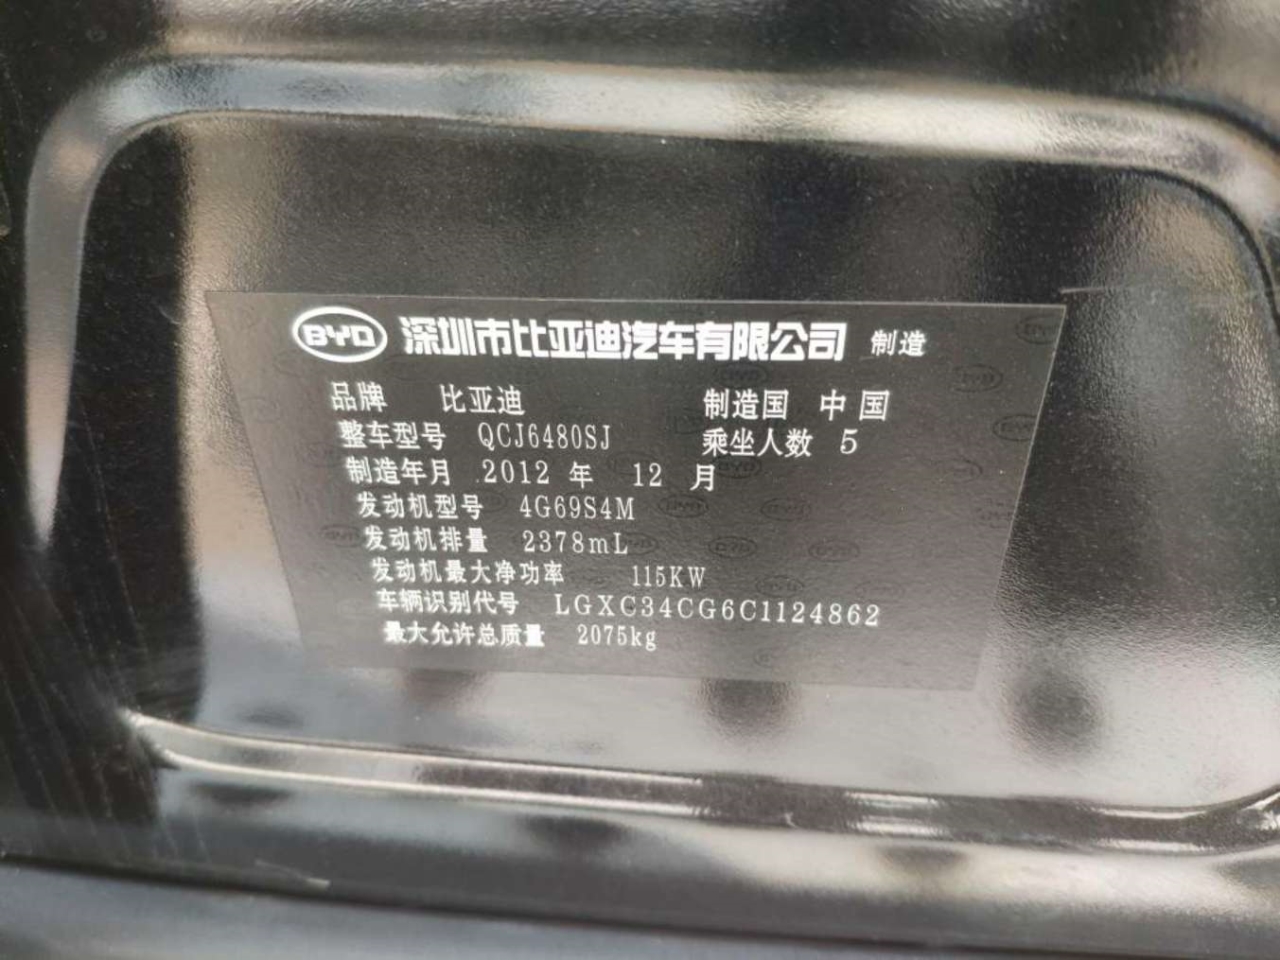 BYD 深圳市比亚迪汽车有限公司 制造
品牌 比亚迪 制造国 中国
整车型号 QCJ6480SJ 乘坐人数 5
制造年月 2012 年 12 月
发动机型号 4G69S4M
发动机排量 2378mL
发动机最大净功率 115KW
车辆识别代号 LGXC34CG6C1124862
最大允许总质量 2075kg